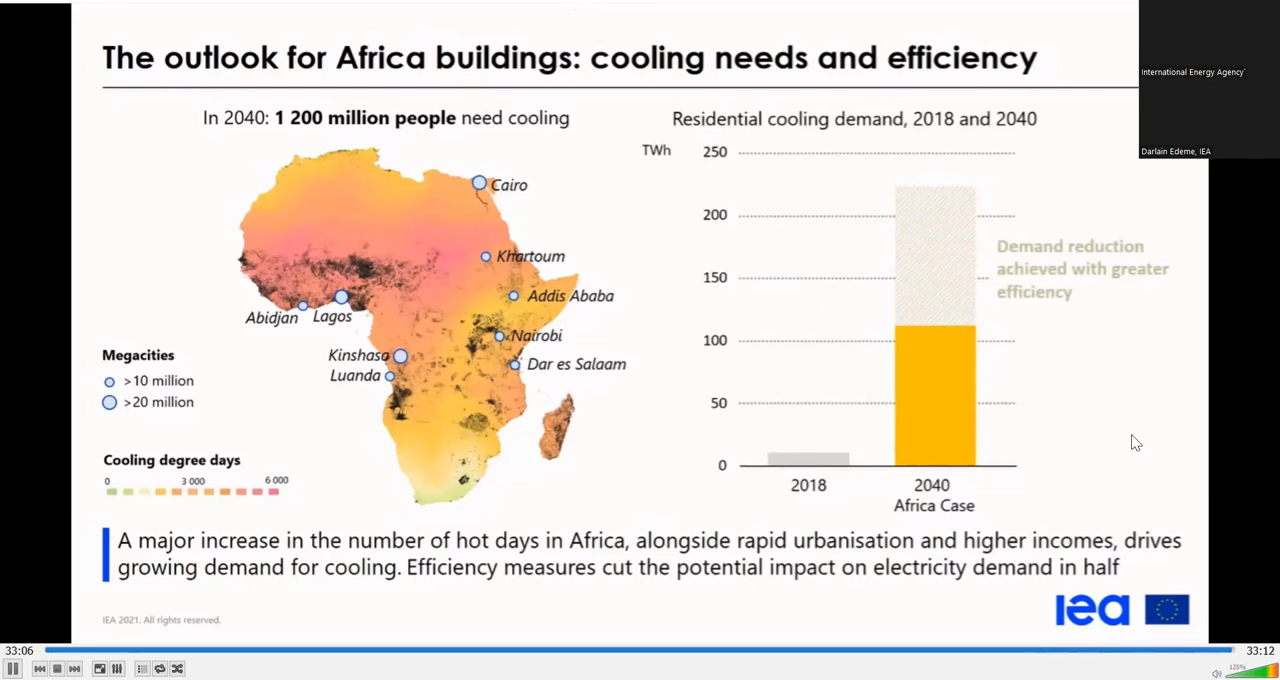 The outlook for Africa buildings: cooling needs and efficiency
International Energy Agency
Darlain Edeme, IEA
In 2040: 1 200 million people need cooling
Cairo
Khartoum
Addis Ababa
Abidjan
Lagos
Nairobi
Kinshasa
Dar es Salaam
Luanda
Megacities
>10 million
>20 million
Cooling degree days
0
3 000
6 000
Residential cooling demand, 2018 and 2040
TWh
250
200
150
100
50
0
Demand reduction
achieved with greater
efficiency
2018
2040
Africa Case
A major increase in the number of hot days in Africa, alongside rapid urbanisation and higher incomes, drives
growing demand for cooling. Efficiency measures cut the potential impact on electricity demand in half
IEA 2021. All rights reserved.
iea
33:06
33:12
125%